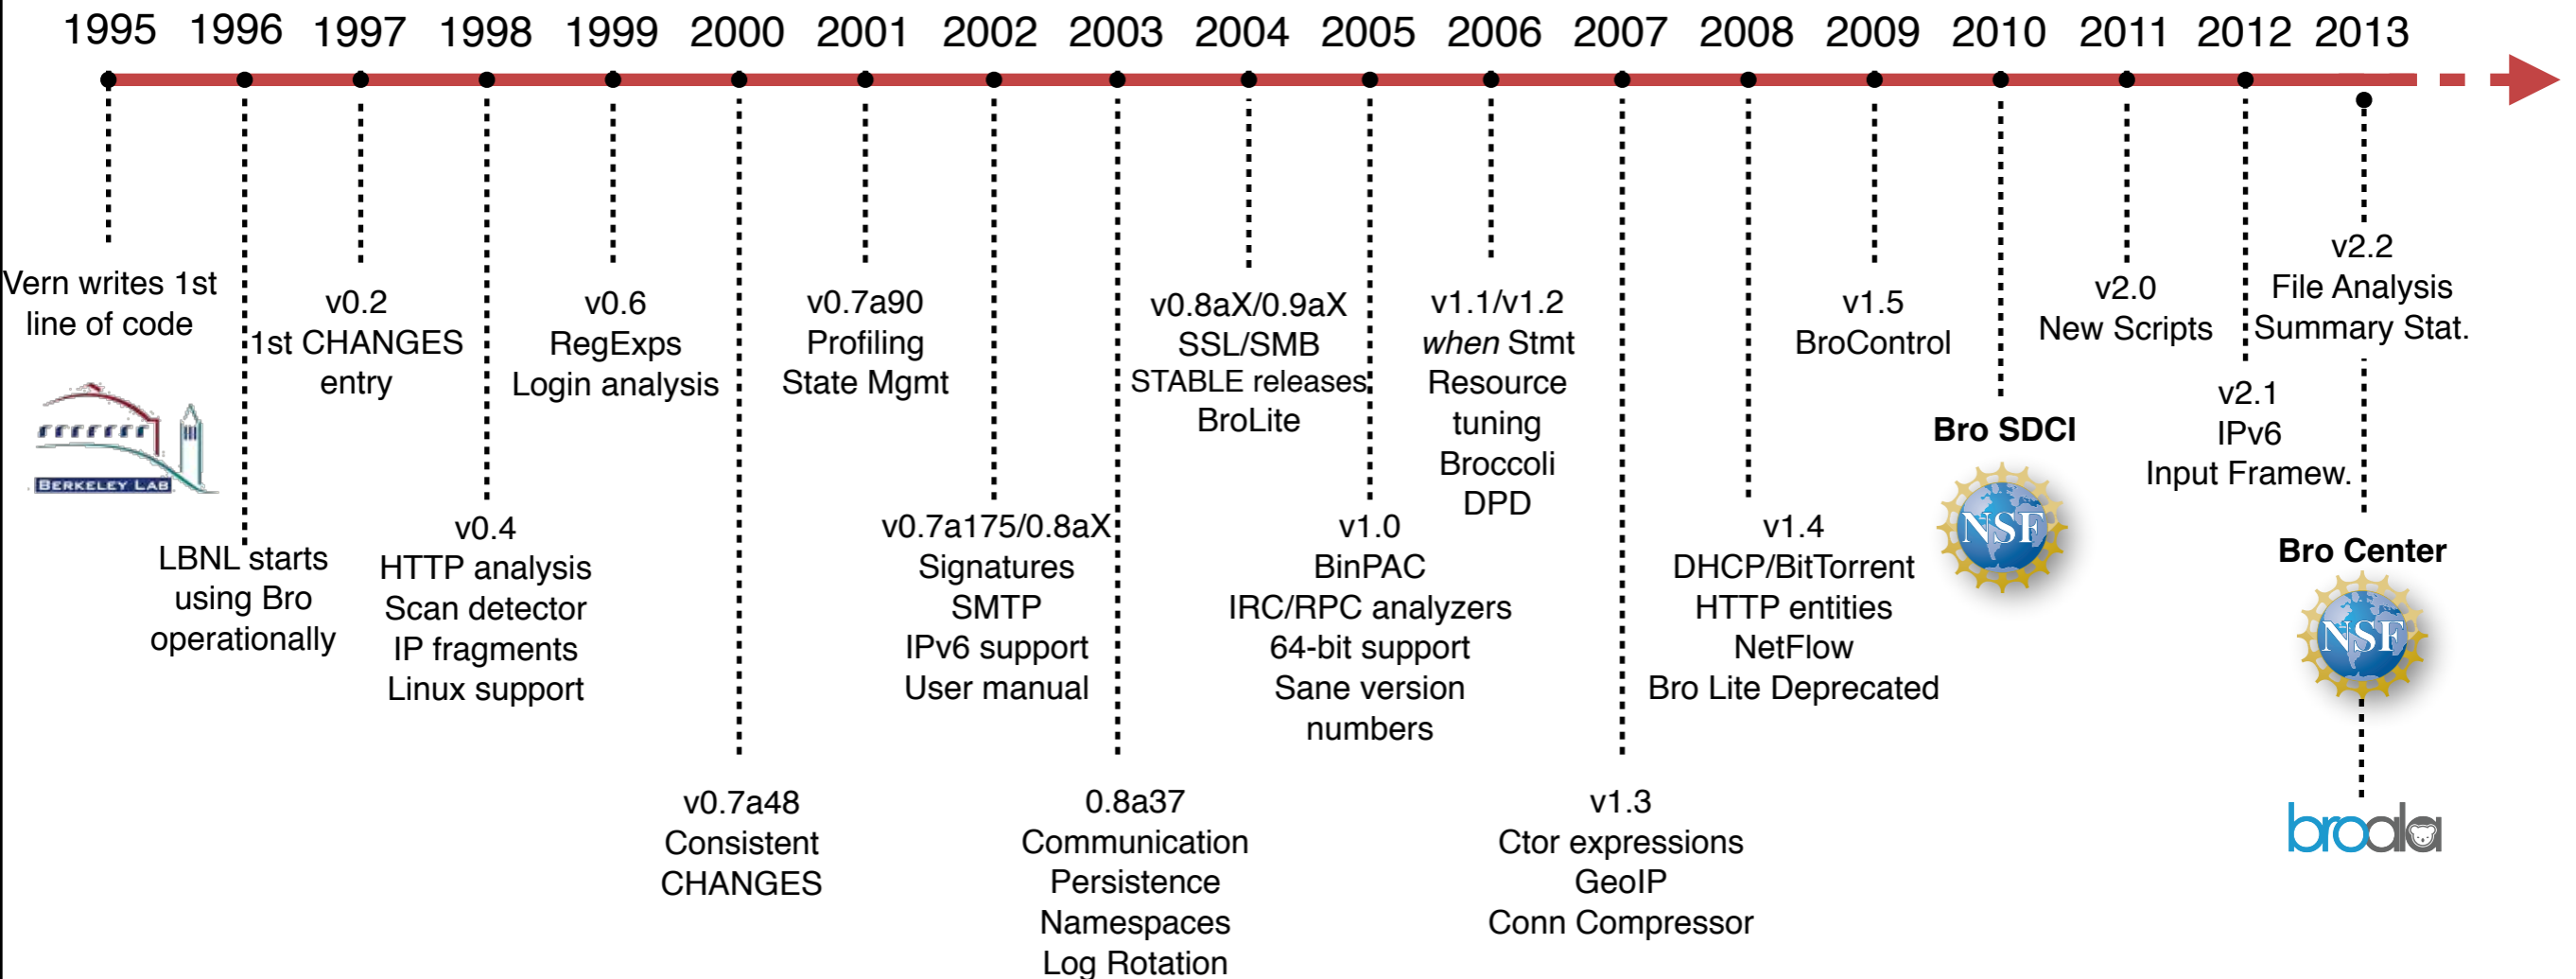 1995 1996 1997 1998 1999 2000 2001 2002 2003 2004 2005 2006 2007 2008 2009 2010 2011 2012 2013
Vern writes 1st
line of code
BERKELEY LAB
LBNL starts
using Bro
operationally
v0.2
1st CHANGES
entry
v0.4
HTTP analysis
Scan detector
IP fragments
Linux support
v0.6
RegExps
Login analysis
v0.7a48
Consistent
CHANGES
v0.7a90
Profiling
State Mgmt
v0.7a175/0.8aX
Signatures
SMTP
IPv6 support
User manual
0.8a37
Communication
Persistence
Namespaces
Log Rotation
v0.8aX/0.9aX
SSL/SMB
STABLE releases
BroLite
v1.0
BinPAC
IRC/RPC analyzers
64-bit support
Sane version
numbers
v1.1/v1.2
when Stmt
Resource
tuning
Broccoli
DPD
v1.3
Ctor expressions
GeoIP
Conn Compressor
v1.4
DHCP/BitTorrent
HTTP entities
NetFlow
Bro Lite Deprecated
v1.5
BroControl
Bro SDCI
NSF
v2.0
New Scripts
v2.1
IPv6
Input Framew.
v2.2
File Analysis
Summary Stat.
Bro Center
NSF
broala